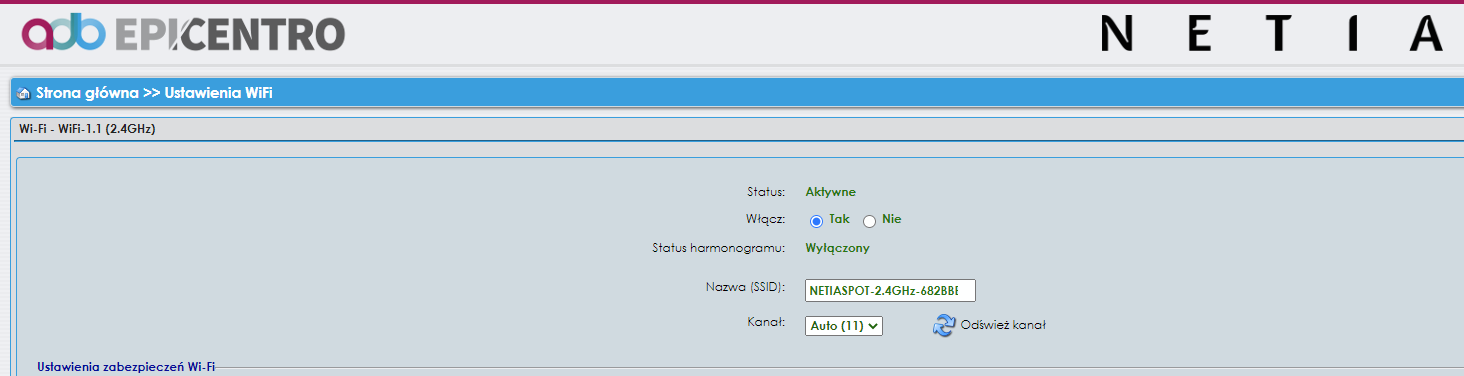 adb EPICENTRO NETIA
Strona główna >> Ustawienia WiFi
Wi-Fi - WiFi-1.1 (2.4GHz)
Status: Aktywne
Włącz: Tak Nie
Status harmonogramu: Wyłączony
Nazwa (SSID): NETIASPOT-2.4GHz-682BBE
Kanał: Auto (11) Odśwież kanał
Ustawienia zabezpieczeń Wi-Fi